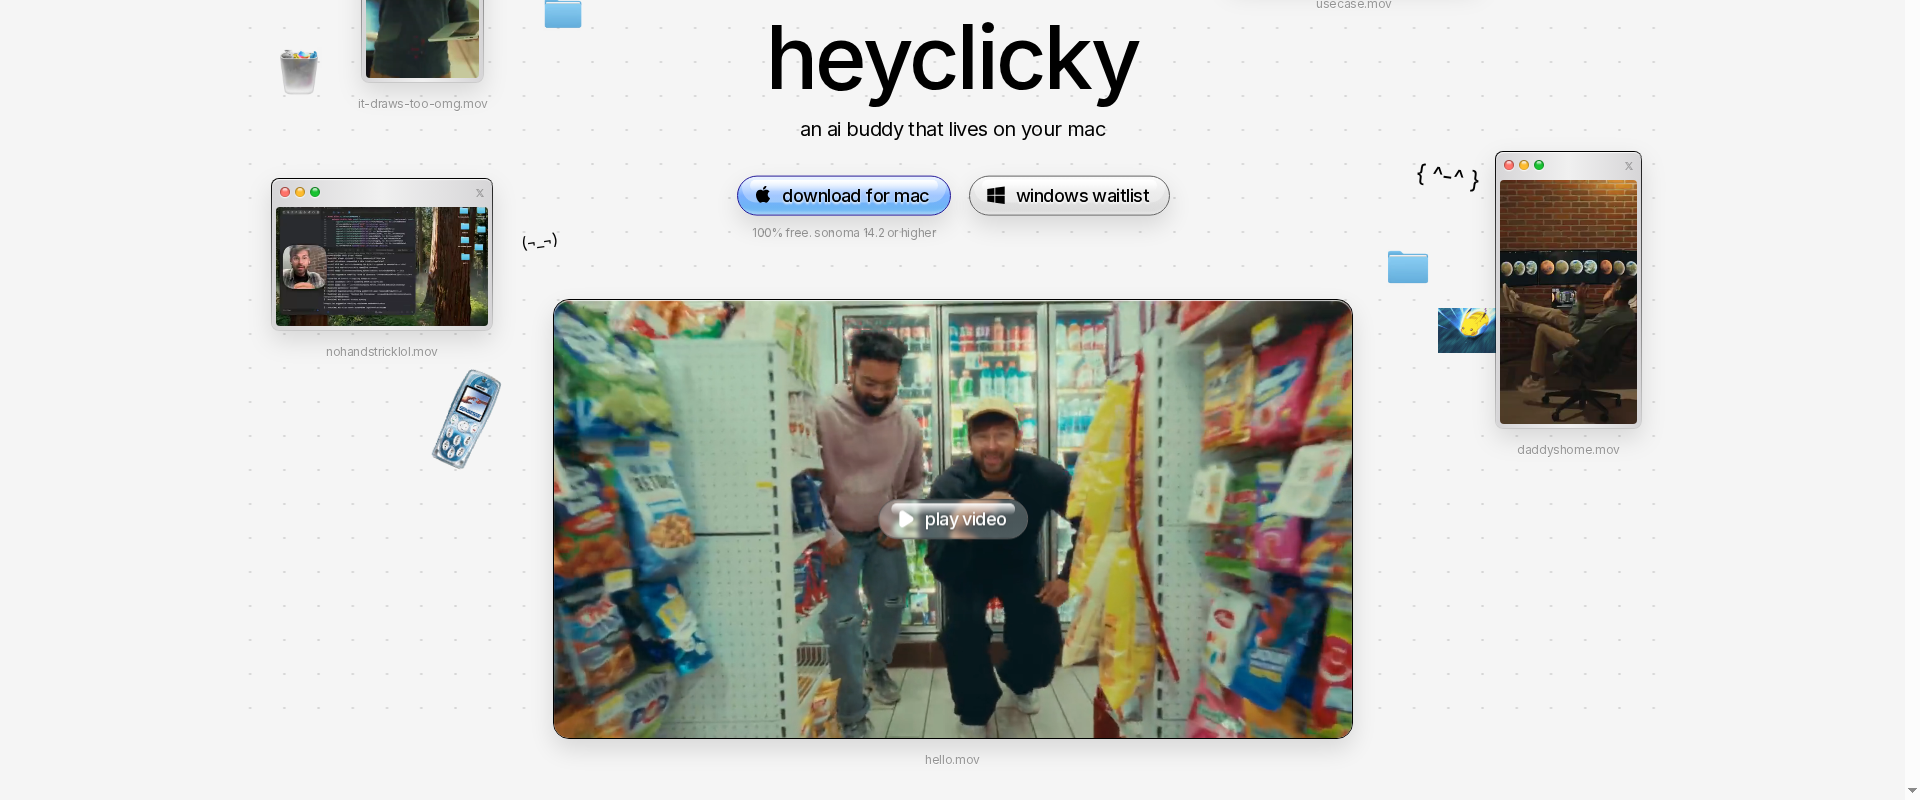 usecase.mov
heyclicky
it-draws-too-omg.mov
an ai buddy that lives on your mac
{ ^-^ }
download for mac
windows waitlist
100% free. sonoma 14.2 or higher
(¬_¬)
nohandstricklol.mov
daddyshome.mov
play video
hello.mov